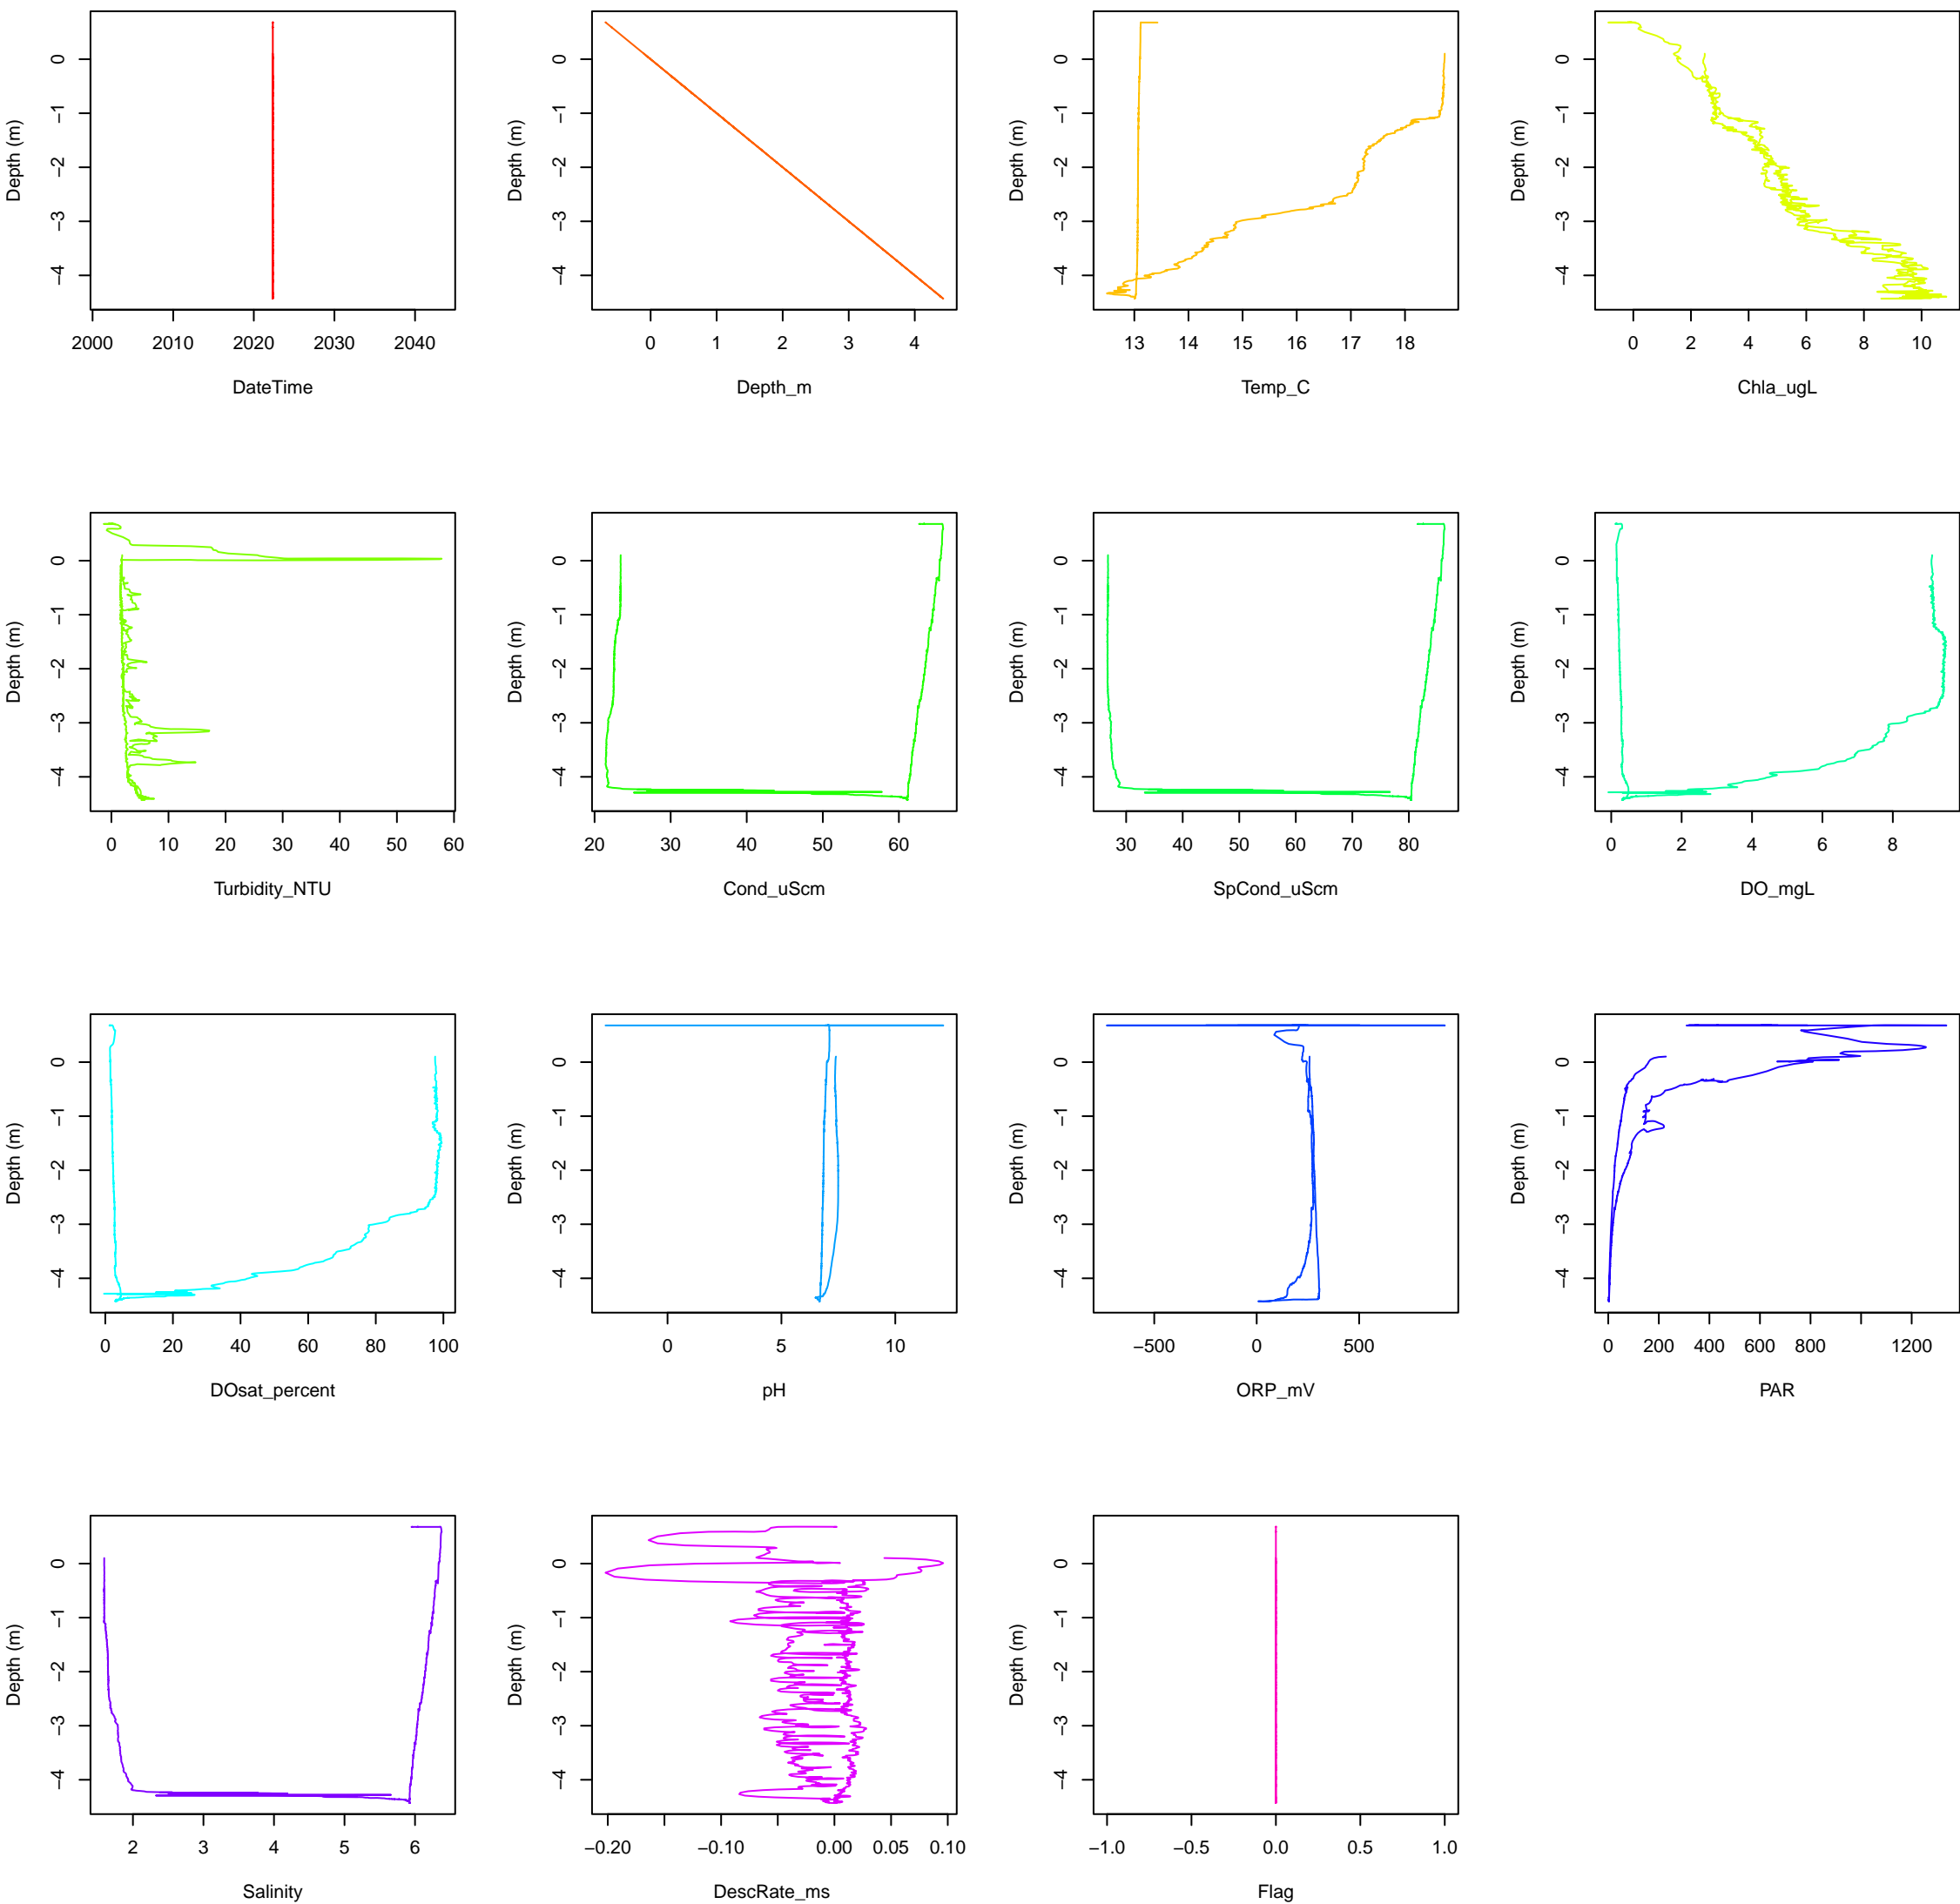 Depth (m)
0
−1
−2
−3
−4
2000 2010 2020 2030 2040
DateTime
Depth (m)
0
−1
−2
−3
−4
0 1 2 3 4
Depth_m
Depth (m)
0
−1
−2
−3
−4
13 14 15 16 17 18
Temp_C
Depth (m)
0
−1
−2
−3
−4
0 2 4 6 8 10
Chla_ugL
Depth (m)
0
−1
−2
−3
−4
0 10 20 30 40 50 60
Turbidity_NTU
Depth (m)
0
−1
−2
−3
−4
20 30 40 50 60
Cond_uScm
Depth (m)
0
−1
−2
−3
−4
30 40 50 60 70 80
SpCond_uScm
Depth (m)
0
−1
−2
−3
−4
0 2 4 6 8
DO_mgL
Depth (m)
0
−1
−2
−3
−4
0 20 40 60 80 100
DOsat_percent
Depth (m)
0
−1
−2
−3
−4
0 5 10
pH
Depth (m)
0
−1
−2
−3
−4
−500 0 500
ORP_mV
Depth (m)
0
−1
−2
−3
−4
0 200 400 600 800 1200
PAR
Depth (m)
0
−1
−2
−3
−4
2 3 4 5 6
Salinity
Depth (m)
0
−1
−2
−3
−4
−0.20 −0.10 0.00 0.05 0.10
DescRate_ms
Depth (m)
0
−1
−2
−3
−4
−1.0 −0.5 0.0 0.5 1.0
Flag